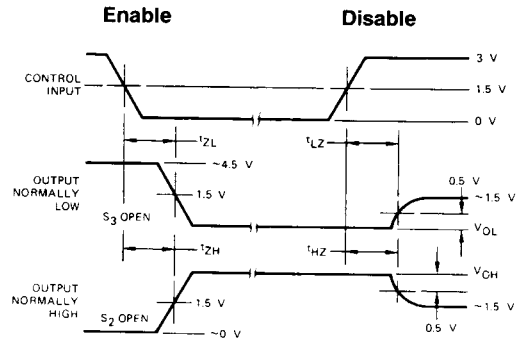 Enable Disable
CONTROL
INPUT
3 V
1.5 V
0 V
tZL
tLZ
OUTPUT
NORMALLY
LOW
~4.5 V
1.5 V
S3 OPEN
0.5 V
~1.5 V
VOL
tZH
tHZ
OUTPUT
NORMALLY
HIGH
1.5 V
S2 OPEN
~0 V
VCH
~1.5 V
0.5 V